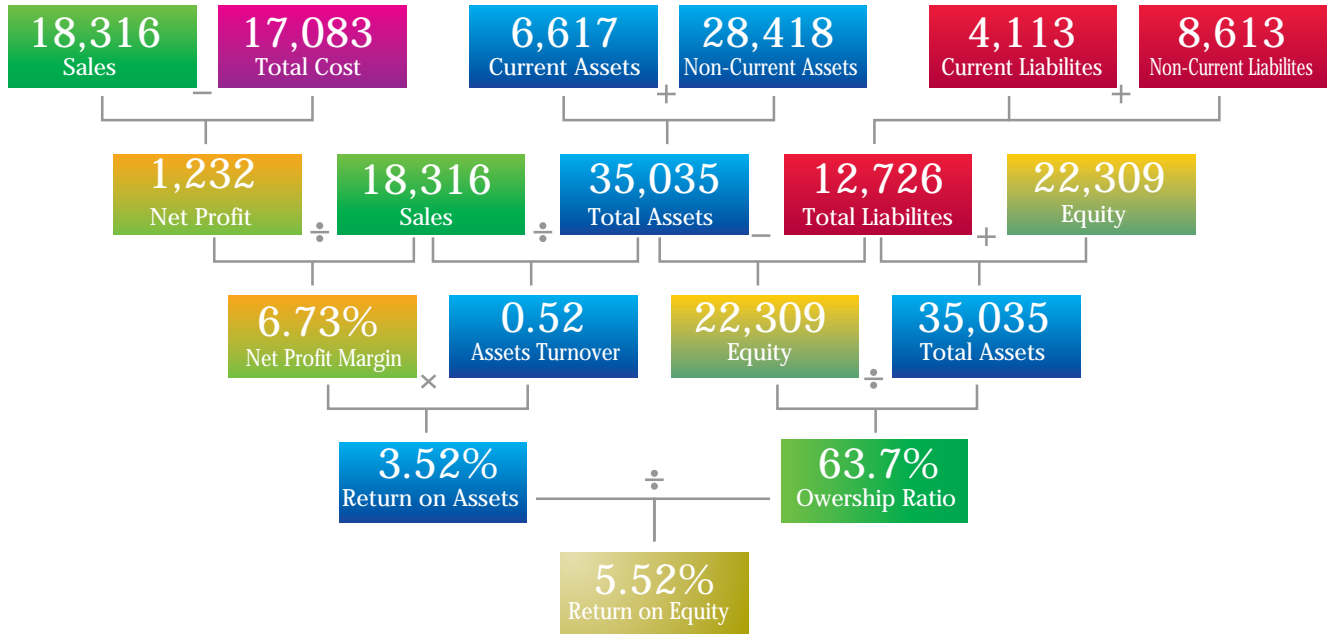 18,316
Sales
17,083
Total Cost
6,617
Current Assets
28,418
Non-Current Assets
4,113
Current Liabilites
8,613
Non-Current Liabilites
−
+
+
1,232
Net Profit
18,316
Sales
35,035
Total Assets
12,726
Total Liabilites
22,309
Equity
÷
÷
−
+
6.73%
Net Profit Margin
0.52
Assets Turnover
22,309
Equity
35,035
Total Assets
×
÷
3.52%
Return on Assets
÷
63.7%
Owership Ratio
5.52%
Return on Equity